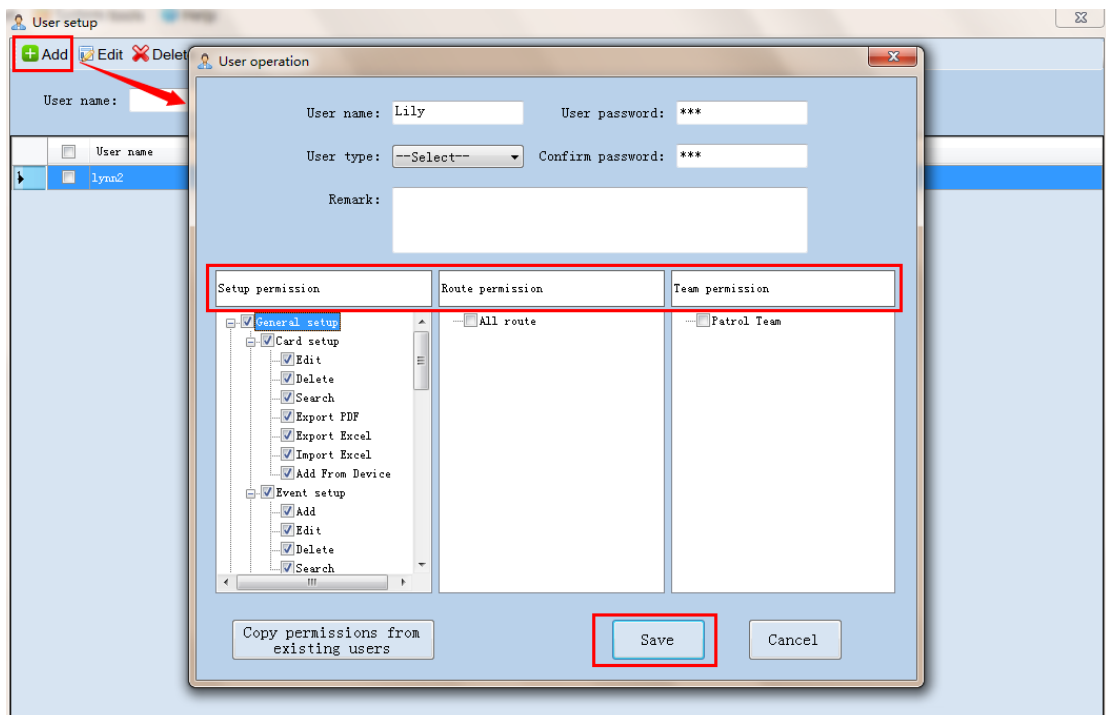 User setup
Add Edit Delet
User name:
User name
lynn2
User operation
User name: Lily User password: ***
User type: --Select-- Confirm password: ***
Remark:
Setup permission Route permission Team permission
General setup All route Patrol Team
Card setup
Edit
Delete
Search
Export PDF
Export Excel
Import Excel
Add From Device
Event setup
Add
Edit
Delete
Search
Copy permissions from
existing users
Save Cancel